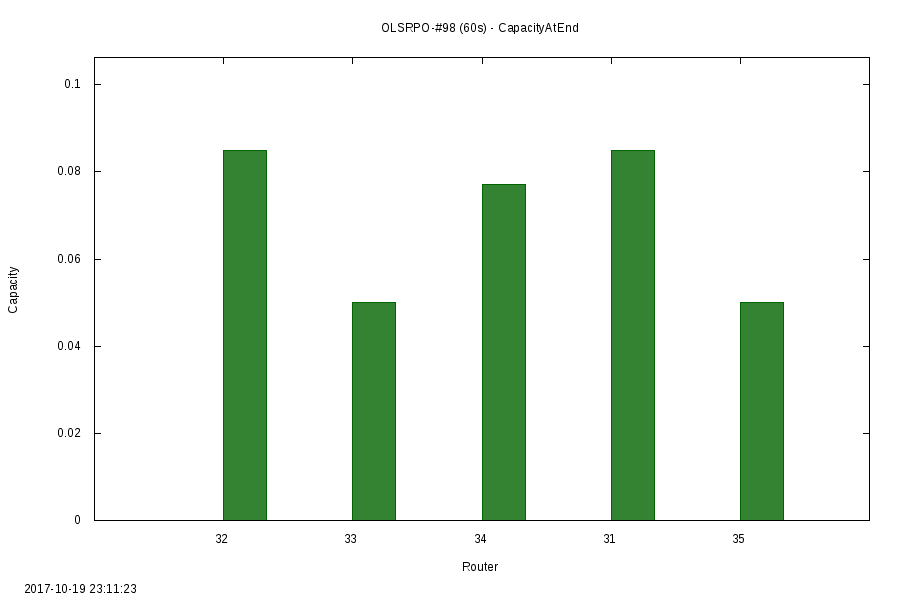 OLSRPO-#98 (60s) - CapacityAtEnd
0.1
0.08
0.06
0.04
0.02
0
Capacity
32 33 34 31 35
Router
2017-10-19 23:11:23